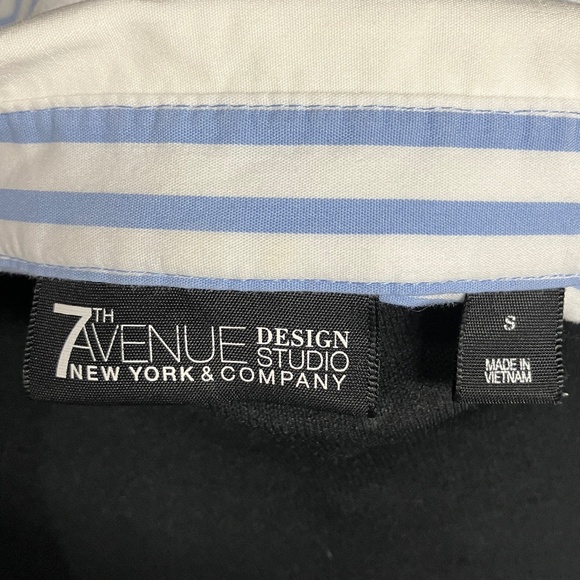 7TH
AVENUE DESIGN STUDIO
NEW YORK & COMPANY
S
MADE IN
VIETNAM